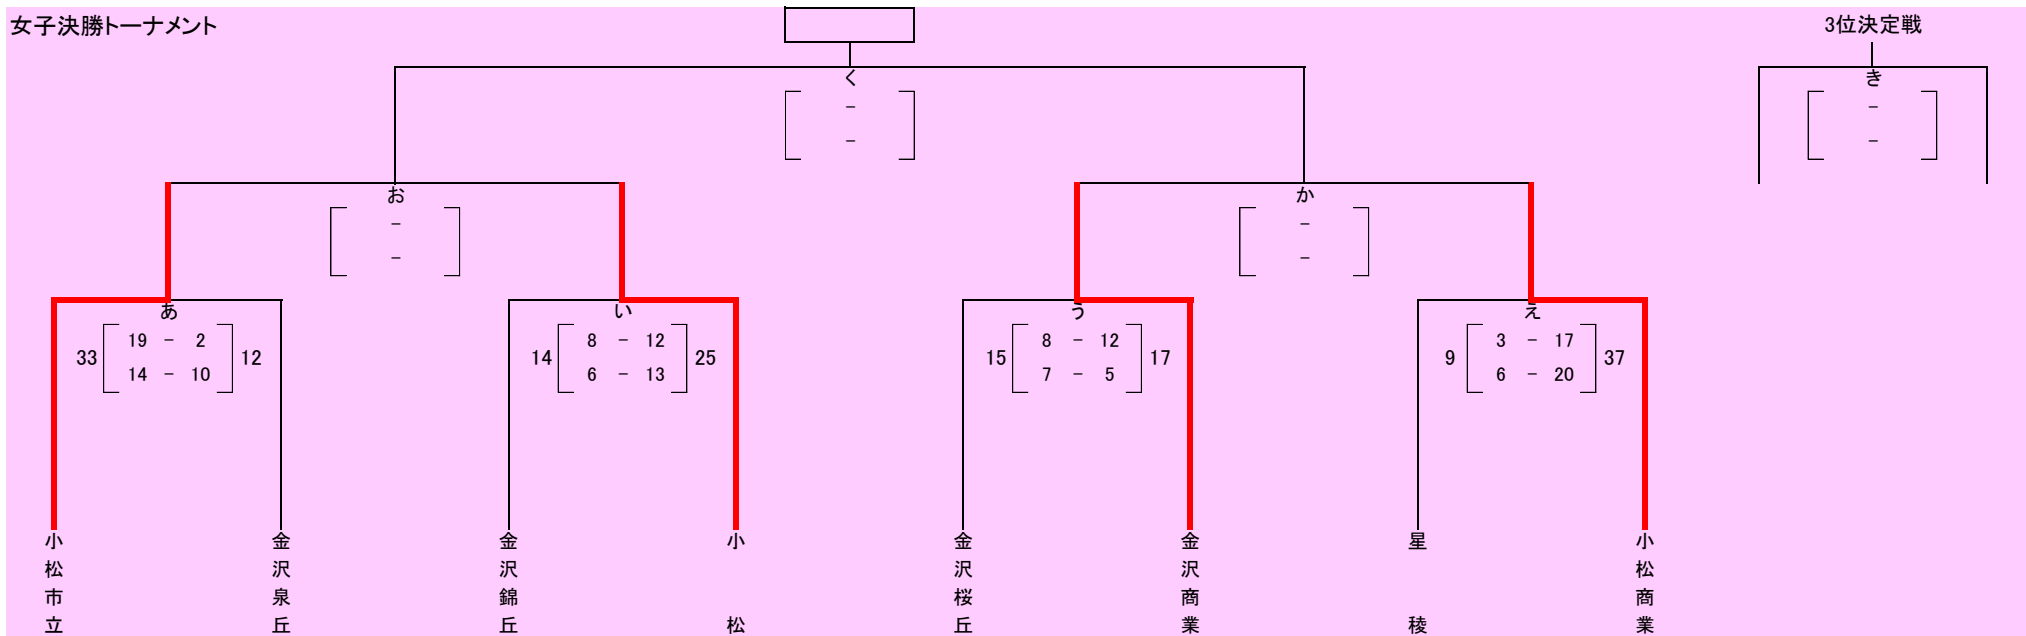 女子決勝トーナメント
3位決定戦
く
-
-
き
-
-
お
-
-
か
-
-
あ
33 19 - 2 12
14 - 10
い
14 8 - 12 25
6 - 13
う
15 8 - 12 17
7 - 5
え
9 3 - 17 37
6 - 20
小松市立
金沢泉丘
金沢錦丘
小松
金沢桜丘
金沢商業
星稜
小松商業